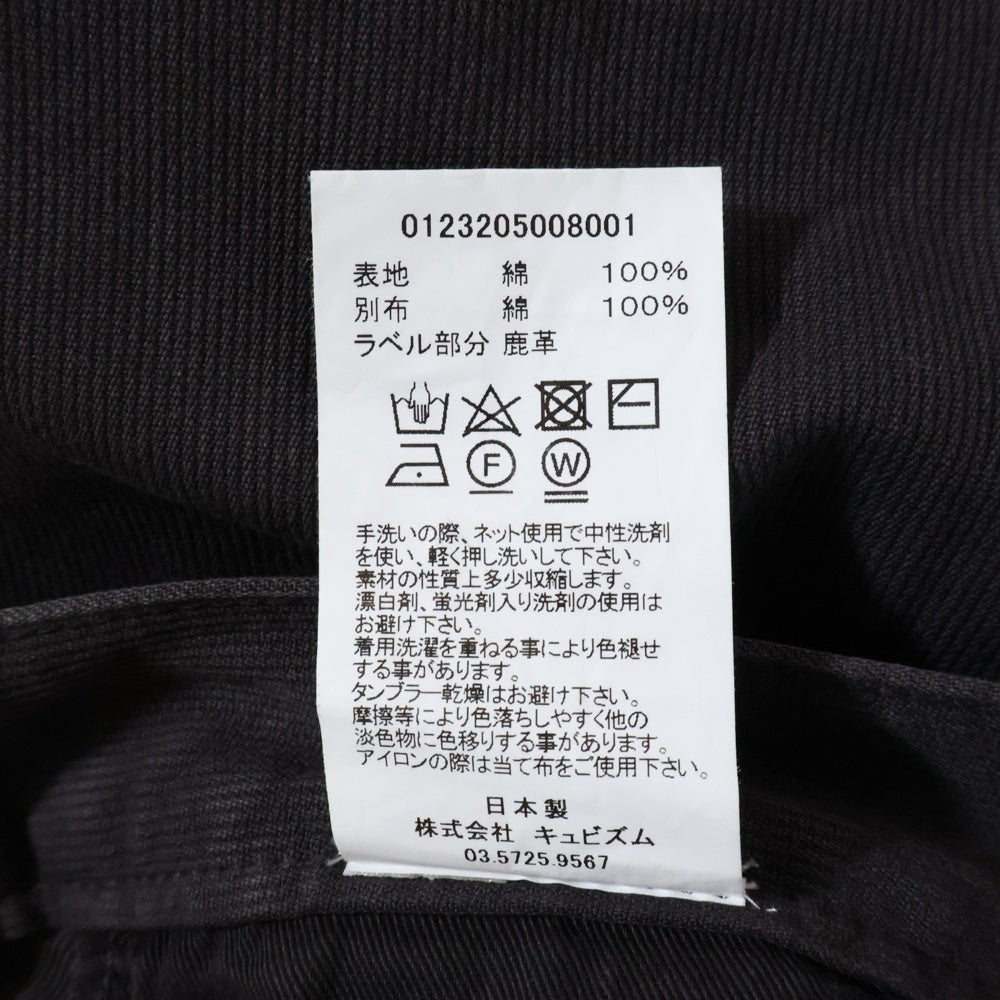 0123205008001
表地 綿 100%
別布 綿 100%
ラベル部分 鹿革
F W
手洗いの際、ネット使用で中性洗剤
を使い、軽く押し洗いして下さい。
素材の性質上多少収縮します。
漂白剤、蛍光剤入り洗剤の使用は
お避け下さい。
着用洗濯を重ねる事により色褪せ
する事があります。
タンブラー乾燥はお避け下さい。
摩擦等により色落ちしやすく他の
淡色物に色移りする事があります。
アイロンの際は当て布をご使用下さい。
日本製
株式会社 キュビズム
03.5725.9567